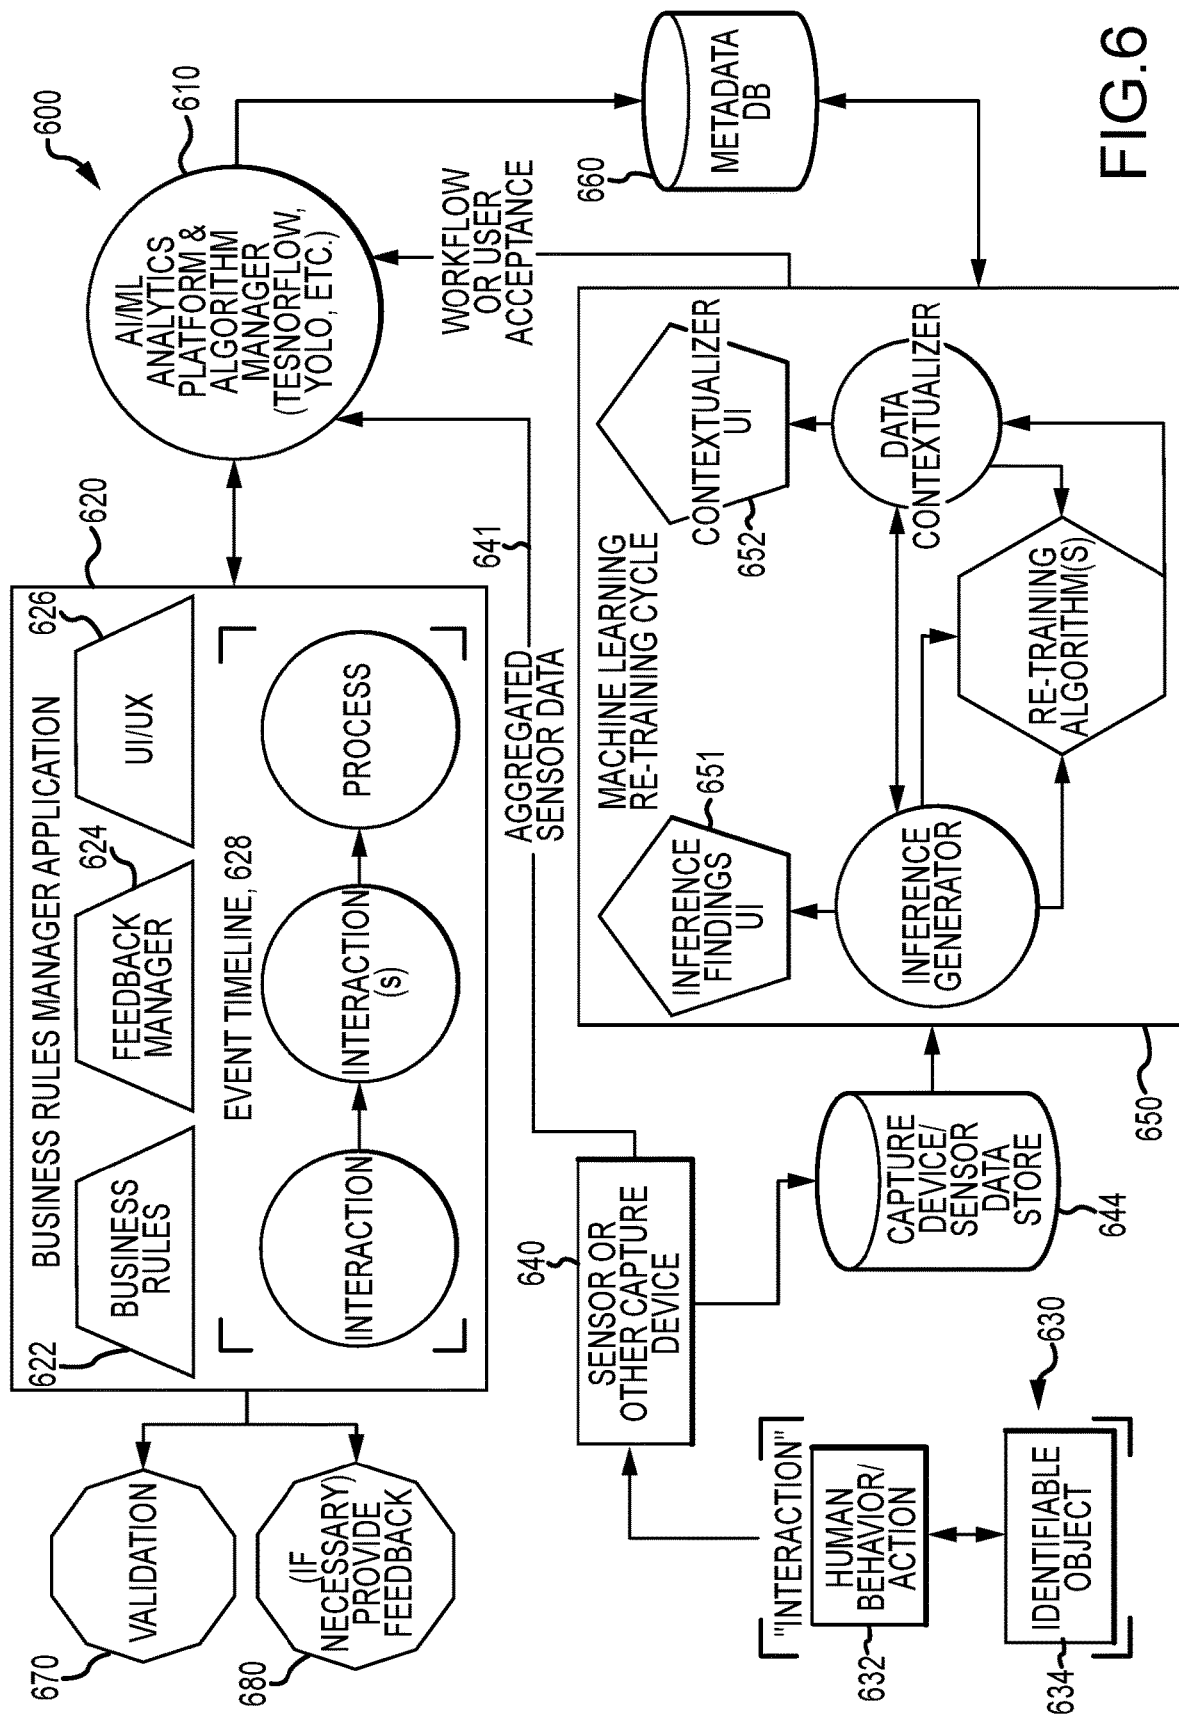 600
610
AI/ML
ANALYTICS
PLATFORM &
ALGORITHM
MANAGER
(TESNORFLOW,
YOLO, ETC.)
620
BUSINESS RULES MANAGER APPLICATION
622
BUSINESS
RULES
624
FEEDBACK
MANAGER
626
UI/UX
EVENT TIMELINE, 628
INTERACTION
INTERACTION
(s)
PROCESS
670
VALIDATION
680
(IF
NECESSARY)
PROVIDE
FEEDBACK
641
AGGREGATED
SENSOR DATA
WORKFLOW
OR USER
ACCEPTANCE
660
METADATA
DB
640
SENSOR OR
OTHER CAPTURE
DEVICE
MACHINE LEARNING
RE-TRAINING CYCLE
651
INFERENCE
FINDINGS
UI
652
CONTEXTUALIZER
UI
INFERENCE
GENERATOR
DATA
CONTEXTUALIZER
RE-TRAINING
ALGORITHM(S)
650
CAPTURE
DEVICE/
SENSOR
DATA
STORE
644
"INTERACTION"
630
632
HUMAN
BEHAVIOR/
ACTION
634
IDENTIFIABLE
OBJECT
FIG.6